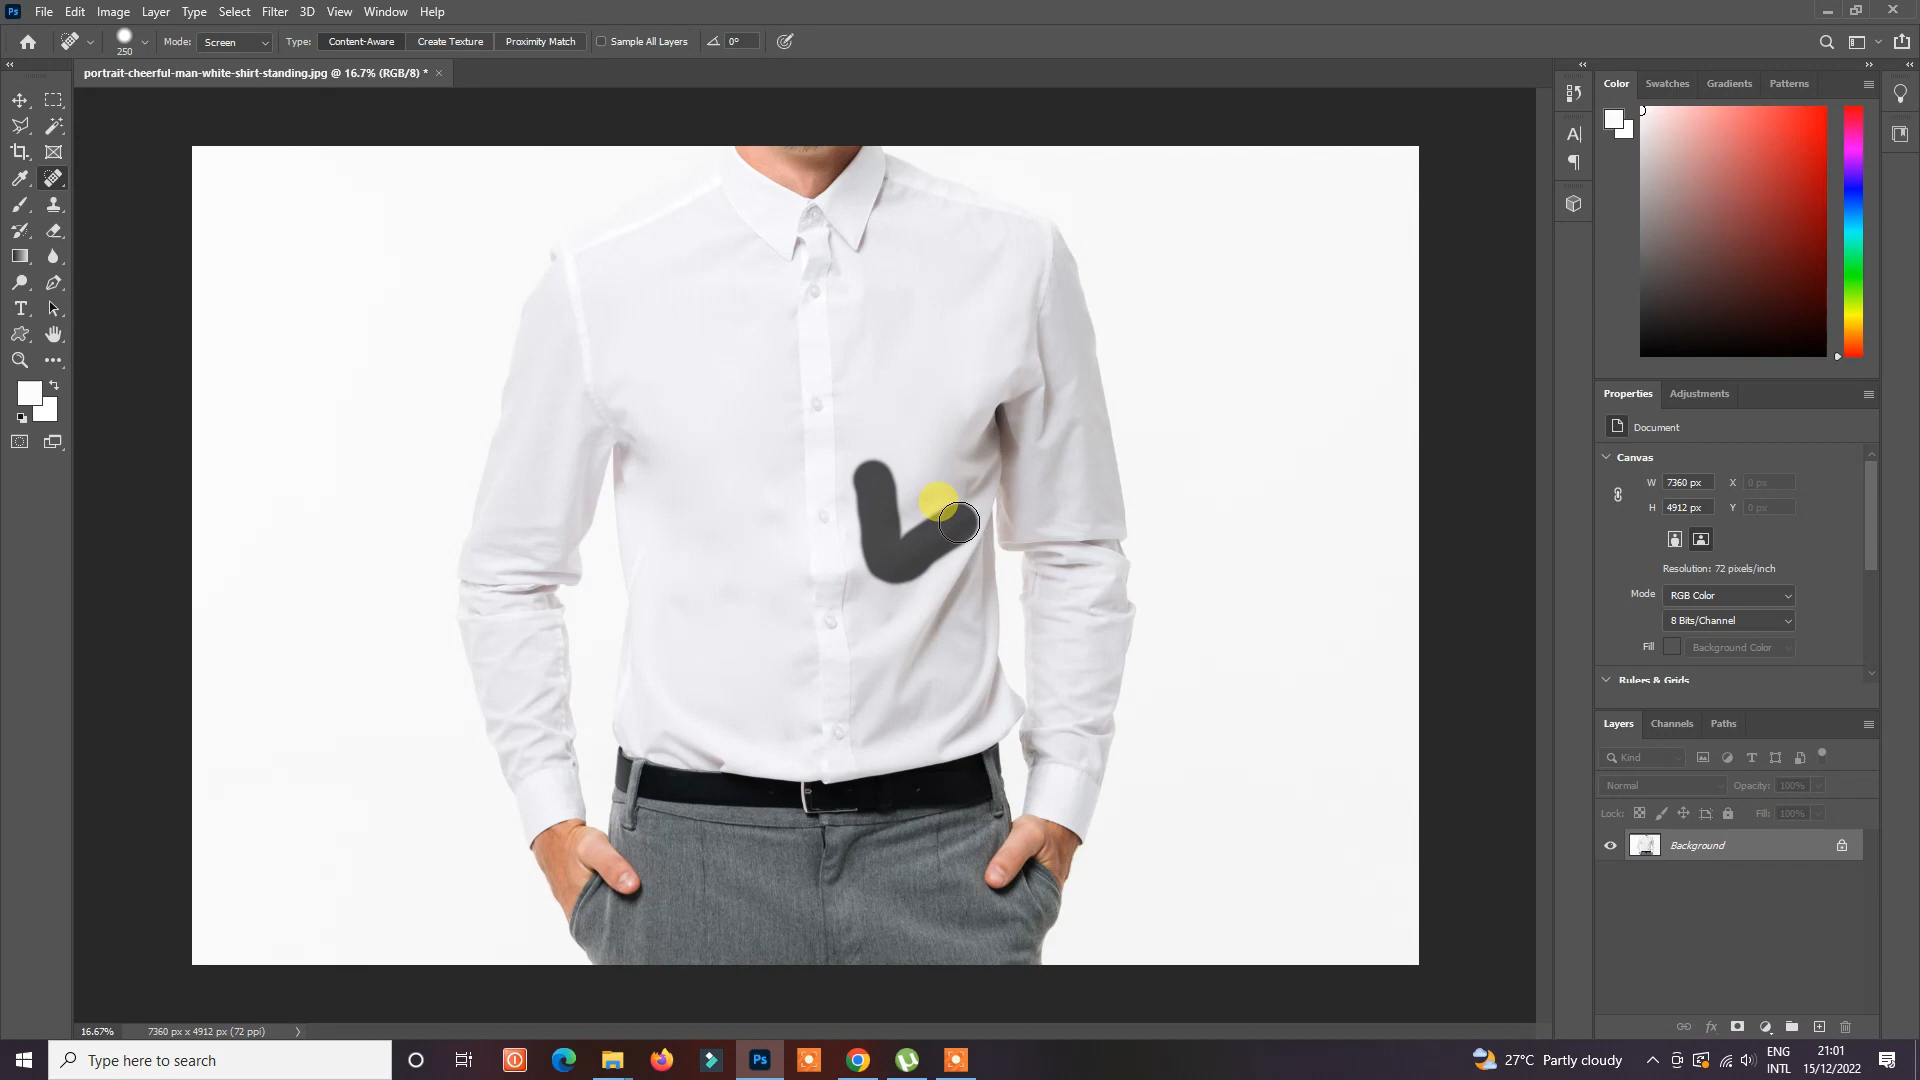 Ps File Edit Image Layer Type Select Filter 3D View Window Help
250 Mode: Screen Type: Content-Aware Create Texture Proximity Match Sample All Layers 0°
portrait-cheerful-man-white-shirt-standing.jpg @ 16.7% (RGB/8) * ×
Color Swatches Gradients Patterns
Properties Adjustments
Document
Canvas
W 7360 px X 0 px
H 4912 px Y 0 px
Resolution: 72 pixels/inch
Mode RGB Color
8 Bits/Channel
Fill Background Color
Rulers & Grids
Layers Channels Paths
Kind
Normal Opacity: 100%
Lock: Fill: 100%
Background
fx
16.67% 7360 px x 4912 px (72 ppi)
Type here to search
Ps
27°C Partly cloudy
ENG
INTL
21:01
15/12/2022